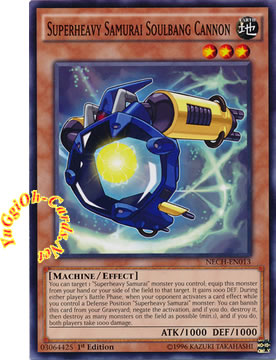 SUPERHEAVY SAMURAI SOULBANG CANNON
EARTH
地
YuGgiOh-Cards.Net
NECH-EN013
[MACHINE/EFFECT]
You can target 1 "Superheavy Samurai" monster you control; equip this
monster from your hand or your side of the field to that target. It gains 1000 DEF. During
either player's Battle Phase, when your opponent activates a card effect while
you control a Defense Position "Superheavy Samurai" monster: You can
banish this card from your Graveyard; negate the activation, and if you do, destroy it,
then destroy as many monsters on the field as possible (min.1), and if you do,
both players take 1000 damage.
ATK/1000 DEF/1000
03064425 1st Edition
©1996 KAZUKI TAKAHASHI